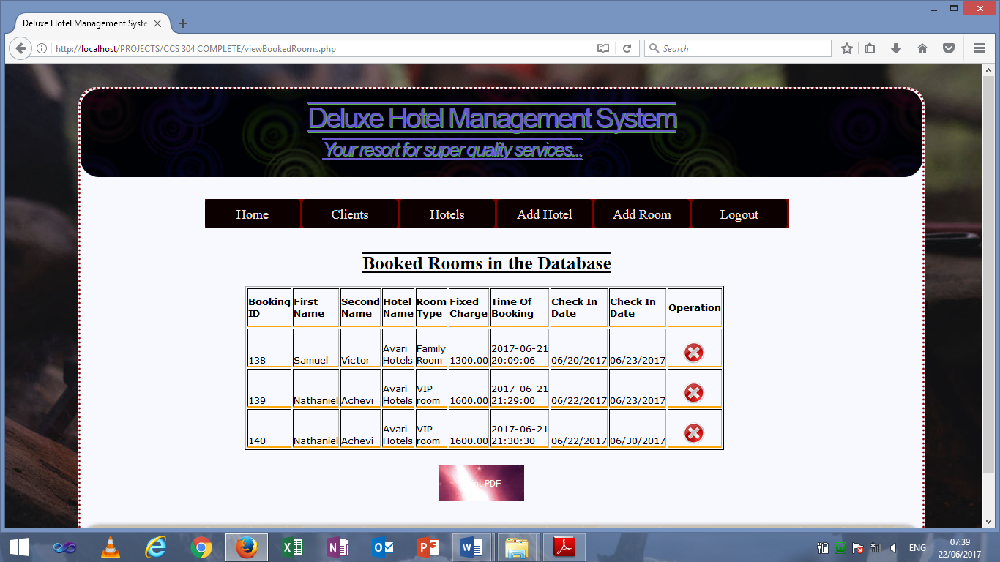 Deluxe Hotel Management Syste
http://localhost/PROJECTS/CCS 304 COMPLETE/viewBookedRooms.php
Search
Deluxe Hotel Management System
Your resort for super quality services...
Home Clients Hotels Add Hotel Add Room Logout
Booked Rooms in the Database
Booking ID First Name Second Name Hotel Name Room Type Fixed Charge Time Of Booking Check In Date Check In Date Operation
138 Samuel Victor Avari Hotels Family Room 1300.00 2017-06-21 20:09:06 06/20/2017 06/23/2017
139 Nathaniel Achevi Avari Hotels VIP room 1600.00 2017-06-21 21:29:00 06/22/2017 06/23/2017
140 Nathaniel Achevi Avari Hotels VIP room 1600.00 2017-06-21 21:30:30 06/22/2017 06/30/2017
PDF
ENG
07:39
22/06/2017